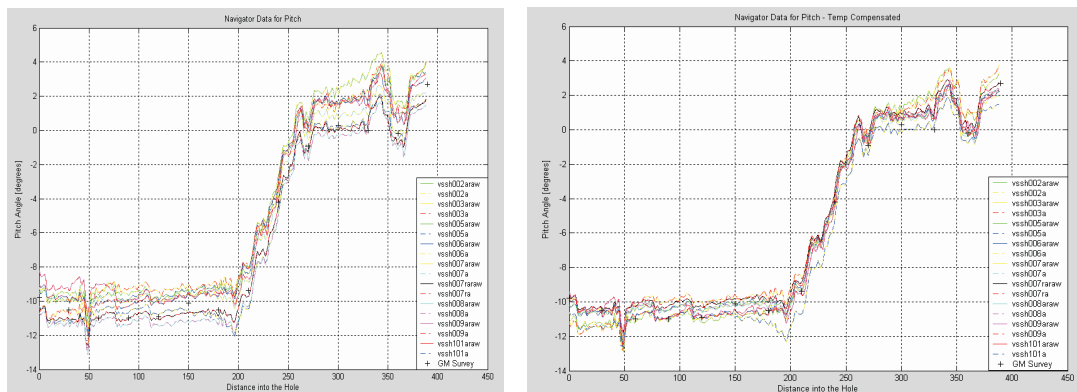 Navigator Data for Pitch
6
4
2
0
-2
-4
-6
-8
-10
-12
-14
Pitch Angle [degrees]
0 50 100 150 200 250 300 350 400 450
Distance into the Hole
vssh002araw
vssh002a
vssh003araw
vssh003a
vssh005araw
vssh005a
vssh006araw
vssh006a
vssh007araw
vssh007a
vssh007raraw
vssh007ra
vssh008araw
vssh008a
vssh009araw
vssh009a
vssh101araw
vssh101a
GM Survey
Navigator Data for Pitch - Temp Compensated
6
4
2
0
-2
-4
-6
-8
-10
-12
-14
Pitch Angle [degrees]
0 50 100 150 200 250 300 350 400 450
Distance into the Hole
vssh002araw
vssh002a
vssh003araw
vssh003a
vssh005araw
vssh005a
vssh006araw
vssh006a
vssh007araw
vssh007a
vssh007raraw
vssh007ra
vssh008araw
vssh008a
vssh009araw
vssh009a
vssh101araw
vssh101a
GM Survey